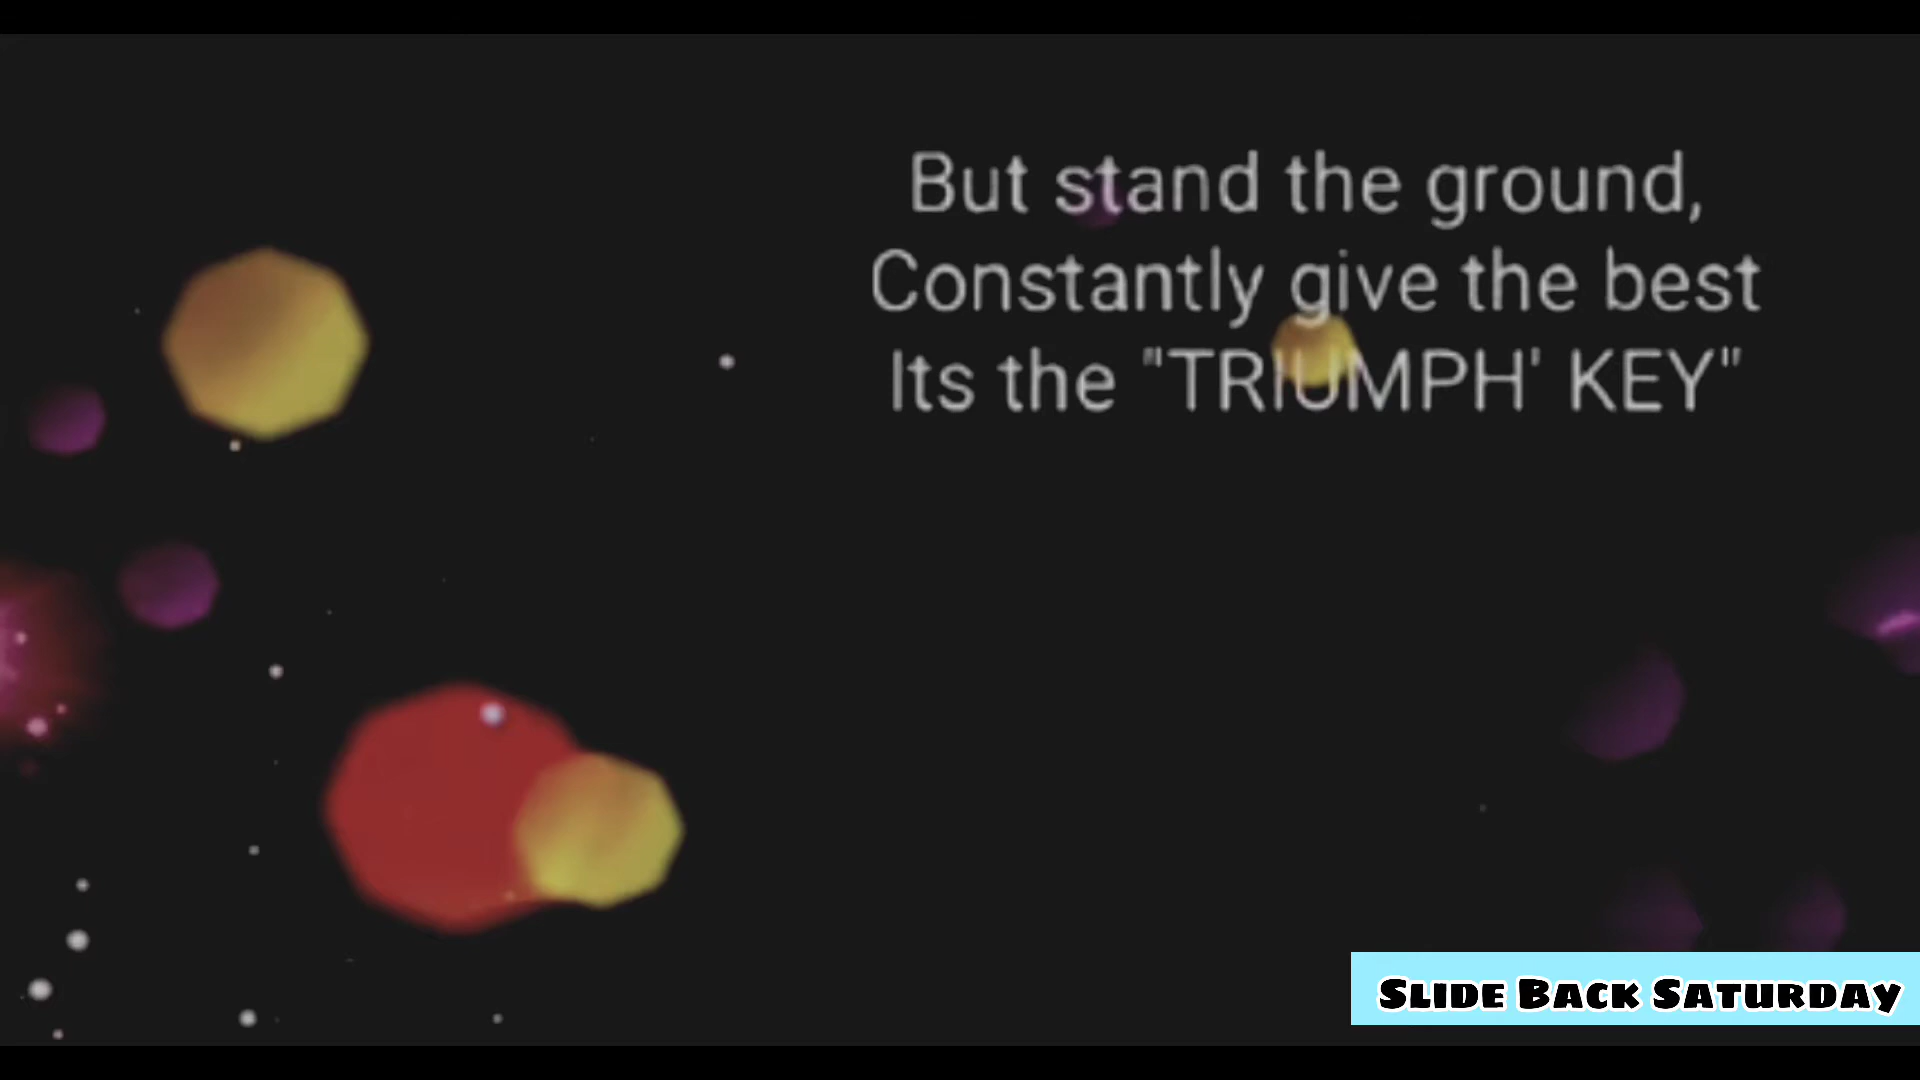 But stand the ground,
Constantly give the best
Its the "TRIUMPH' KEY"
Slide Back Saturday